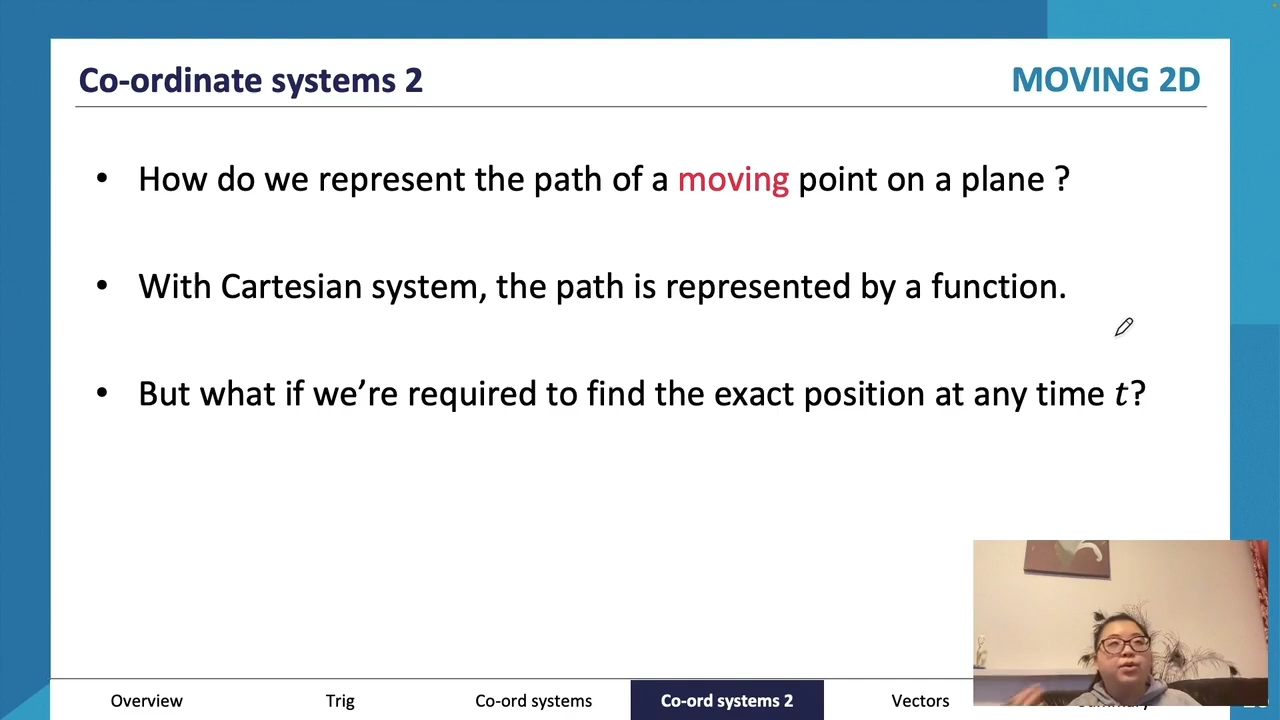 Co-ordinate systems 2
MOVING 2D
• How do we represent the path of a moving point on a plane ?
• With Cartesian system, the path is represented by a function.
• But what if we’re required to find the exact position at any time t?
Overview
Trig
Co-ord systems
Co-ord systems 2
Vectors